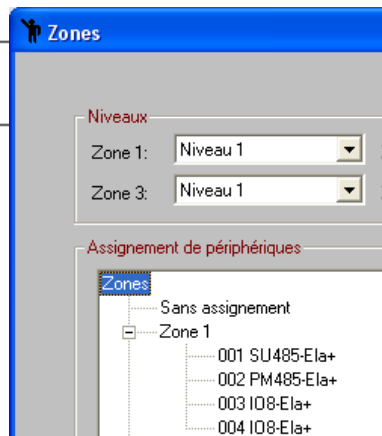 Zones
Niveaux
Zone 1: Niveau 1
Zone 3: Niveau 1
Assignement de périphériques
Zones
Sans assignement
Zone 1
001 SU485-Ela+
002 PM485-Ela+
003 IO8-Ela+
004 IO8-Ela+